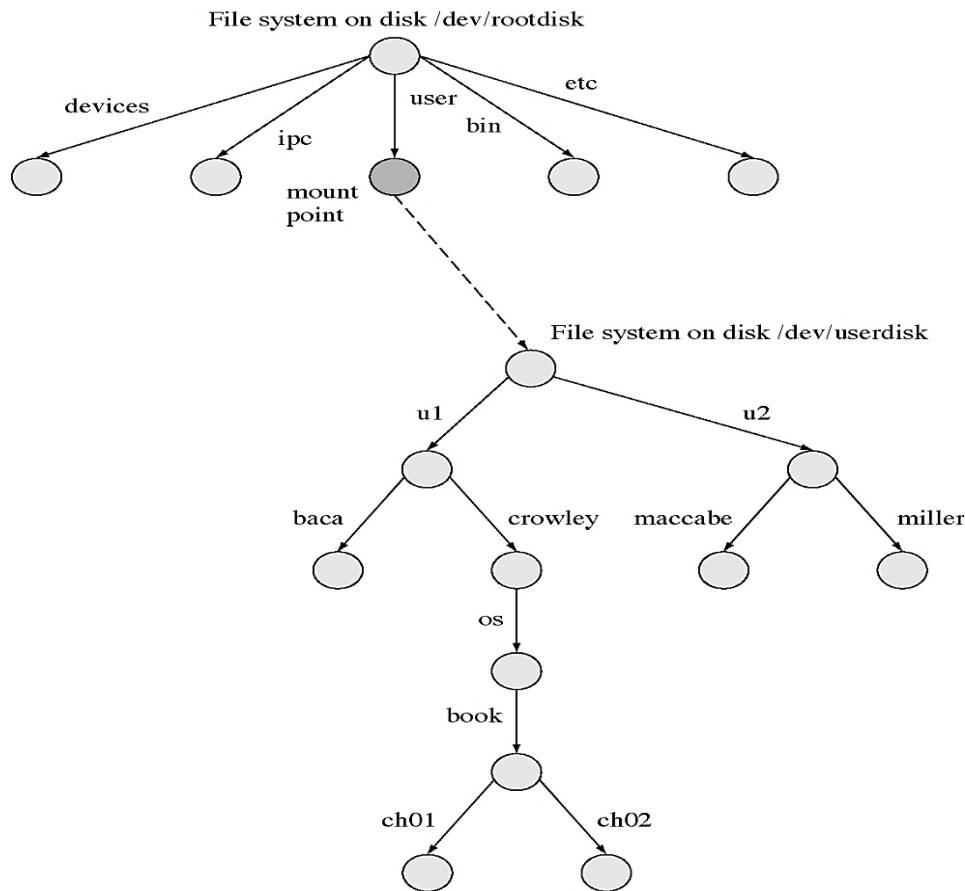 File system on disk /dev/rootdisk
devices
ipc
user
bin
etc
mount
point
File system on disk /dev/userdisk
u1
u2
baca
crowley
maccabe
miller
os
book
ch01
ch02